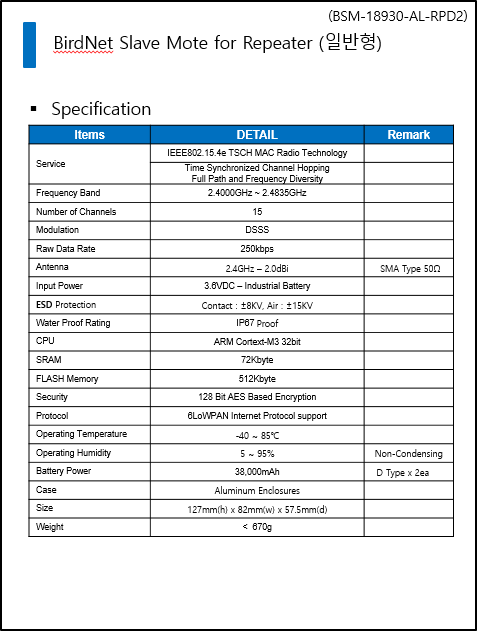 (BSM-18930-AL-RPD2)
BirdNet Slave Mote for Repeater (일반형)
▪ Specification
Items DETAIL Remark
Service IEEE802.15.4e TSCH MAC Radio Technology
Time Synchronized Channel Hopping
Full Path and Frequency Diversity
Frequency Band 2.4000GHz ~ 2.4835GHz
Number of Channels 15
Modulation DSSS
Raw Data Rate 250kbps
Antenna 2.4GHz – 2.0dBi SMA Type 50Ω
Input Power 3.6VDC – Industrial Battery
ESD Protection Contact : ±8KV, Air : ±15KV
Water Proof Rating IP67 Proof
CPU ARM Cortext-M3 32bit
SRAM 72Kbyte
FLASH Memory 512Kbyte
Security 128 Bit AES Based Encryption
Protocol 6LoWPAN Internet Protocol support
Operating Temperature -40 ~ 85℃
Operating Humidity 5 ~ 95% Non-Condensing
Battery Power 38,000mAh D Type x 2ea
Case Aluminum Enclosures
Size 127mm(h) x 82mm(w) x 57.5mm(d)
Weight < 670g